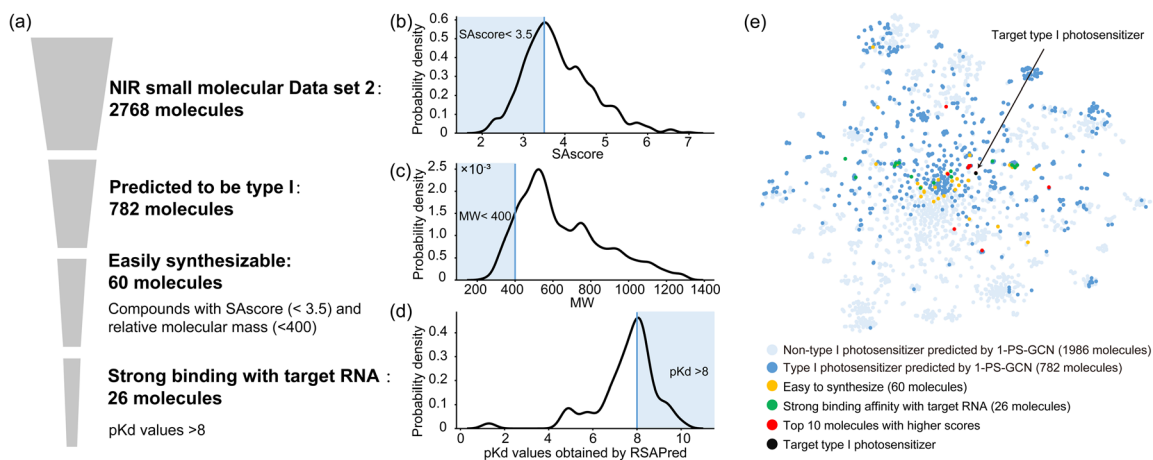 (a)
NIR small molecular Data set 2:
2768 molecules
Predicted to be type I:
782 molecules
Easily synthesizable:
60 molecules
Compounds with SAscore (< 3.5) and
relative molecular mass (<400)
Strong binding with target RNA :
26 molecules
pKd values >8
(b)
Probability density
0.6
0.5
0.4
0.3
0.2
0.1
0
SAscore< 3.5
2 3 4 5 6 7
SAscore
(c)
Probability density
×10⁻³
2.5
2.0
1.5
1.0
0.5
0
MW< 400
200 400 600 800 1000 1200 1400
MW
(d)
Probability density
0.4
0.3
0.2
0.1
0
pKd >8
0 2 4 6 8 10
pKd values obtained by RSAPred
(e)
Target type I photosensitizer
Non-type I photosensitizer predicted by 1-PS-GCN (1986 molecules)
Type I photosensitizer predicted by 1-PS-GCN (782 molecules)
Easy to synthesize (60 molecules)
Strong binding affinity with target RNA (26 molecules)
Top 10 molecules with higher scores
Target type I photosensitizer